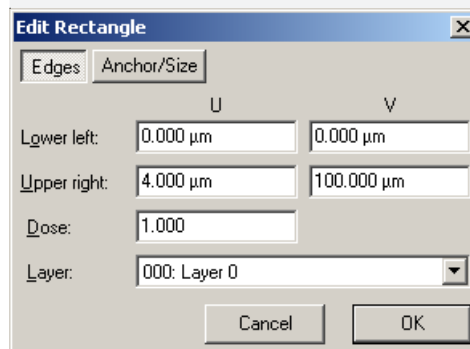 Edit Rectangle
Edges Anchor/Size
U V
Lower left: 0.000 µm 0.000 µm
Upper right: 4.000 µm 100.000 µm
Dose: 1.000
Layer: 000: Layer 0
Cancel OK